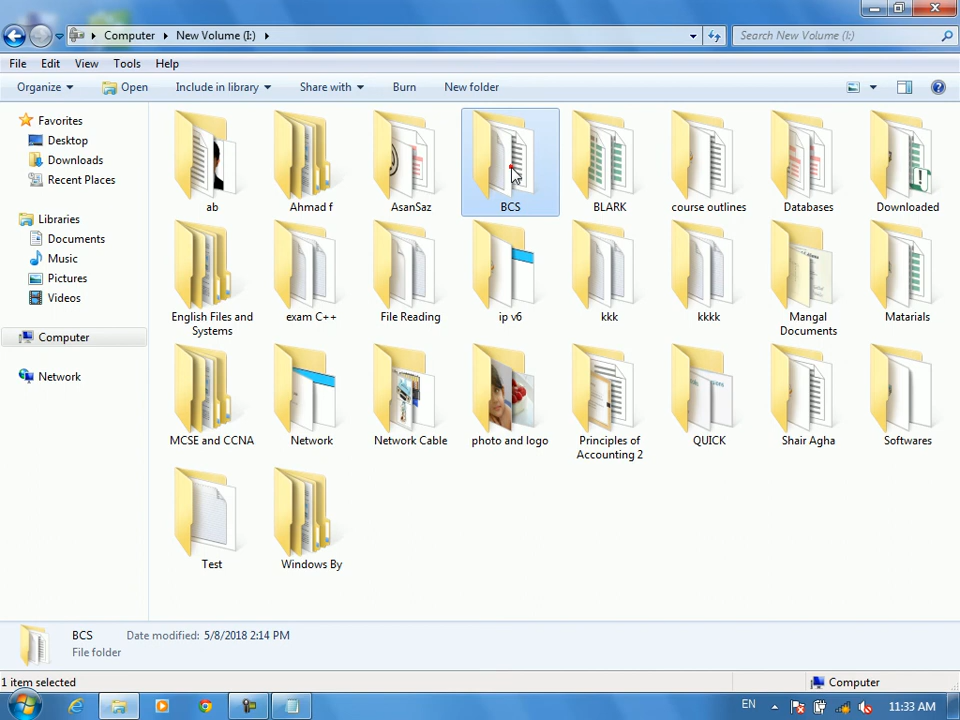 Computer New Volume (I:)
Search New Volume (I:)
File Edit View Tools Help
Organize Open Include in library Share with Burn New folder
Favorites
Desktop
Downloads
Recent Places
Libraries
Documents
Music
Pictures
Videos
Computer
Network
ab Ahmad f AsanSaz BCS BLARK course outlines Databases Downloaded
English Files and Systems exam C++ File Reading ip v6 kkk kkkk Mangal Documents Matarials
MCSE and CCNA Network Network Cable photo and logo Principles of Accounting 2 QUICK Shair Agha Softwares
Test Windows By
BCS Date modified: 5/8/2018 2:14 PM
File folder
1 item selected Computer
EN 11:33 AM